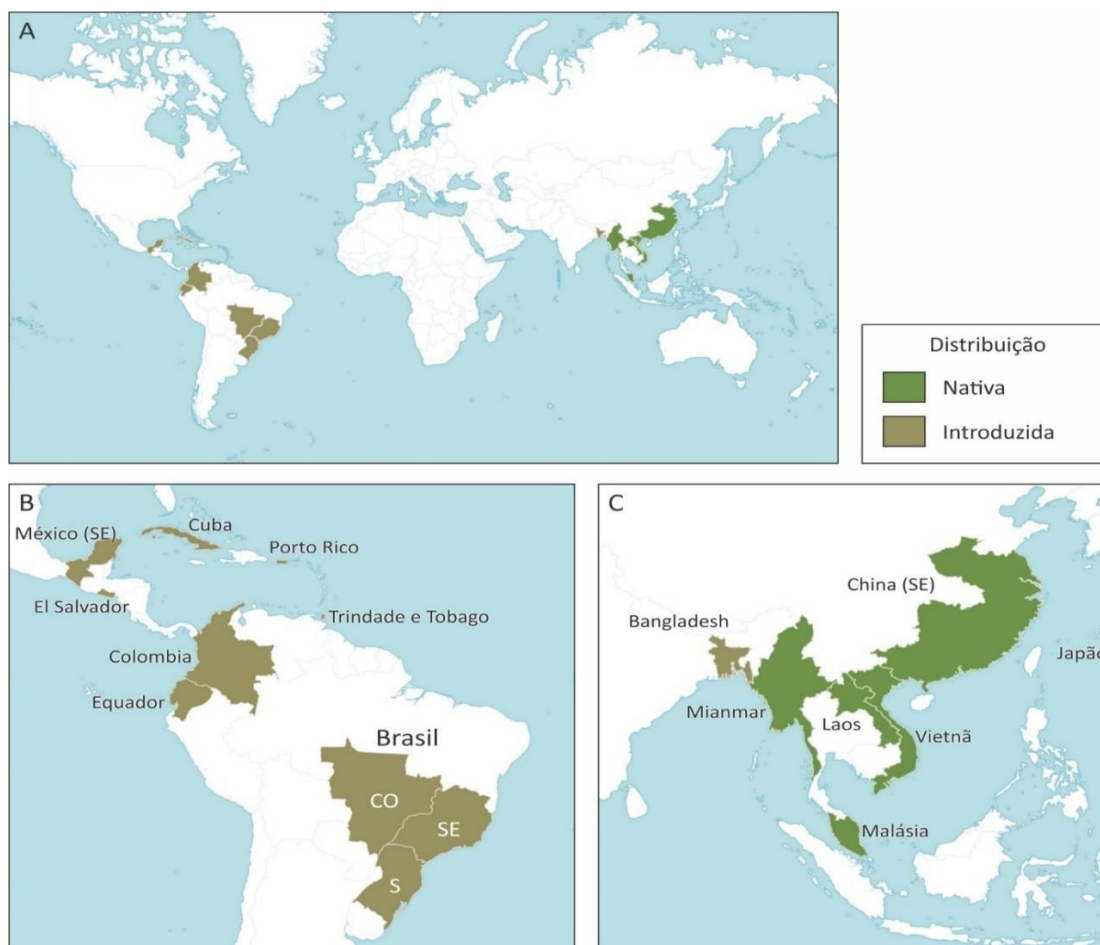 A
Distribuição
Nativa
Introduzida
B
México (SE)
Cuba
Porto Rico
El Salvador
Trindade e Tobago
Colombia
Equador
Brasil
CO
SE
S
C
China (SE)
Bangladesh
Japão
Mianmar
Laos
Vietnã
Malásia